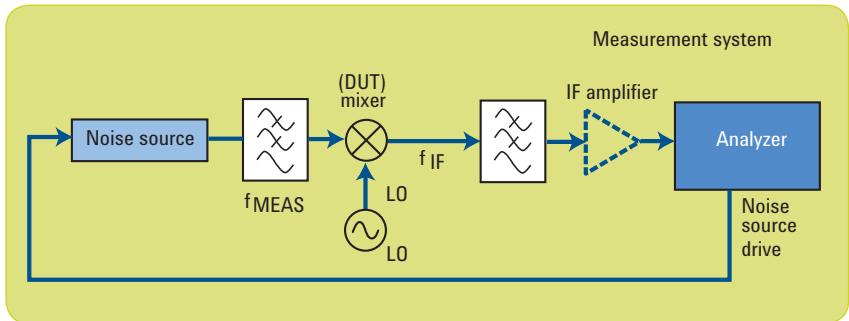 Measurement system
(DUT)
mixer
IF amplifier
Noise source
Analyzer
f IF
f MEAS
LO
LO
Noise
source
drive